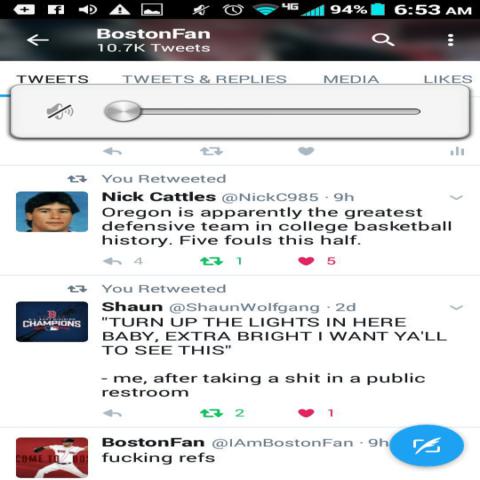 4G 94% 6:53 AM
BostonFan
10.7K Tweets
TWEETS TWEETS & REPLIES MEDIA LIKES
You Retweeted
Nick Cattles @NickC985 · 9h
Oregon is apparently the greatest
defensive team in college basketball
history. Five fouls this half.
4 1 5
You Retweeted
Shaun @ShaunWolfgang · 2d
"TURN UP THE LIGHTS IN HERE
BABY, EXTRA BRIGHT I WANT YA'LL
TO SEE THIS"
- me, after taking a shit in a public
restroom
2 1
CHAMPIONS
BostonFan @IAmBostonFan · 9h
fucking refs